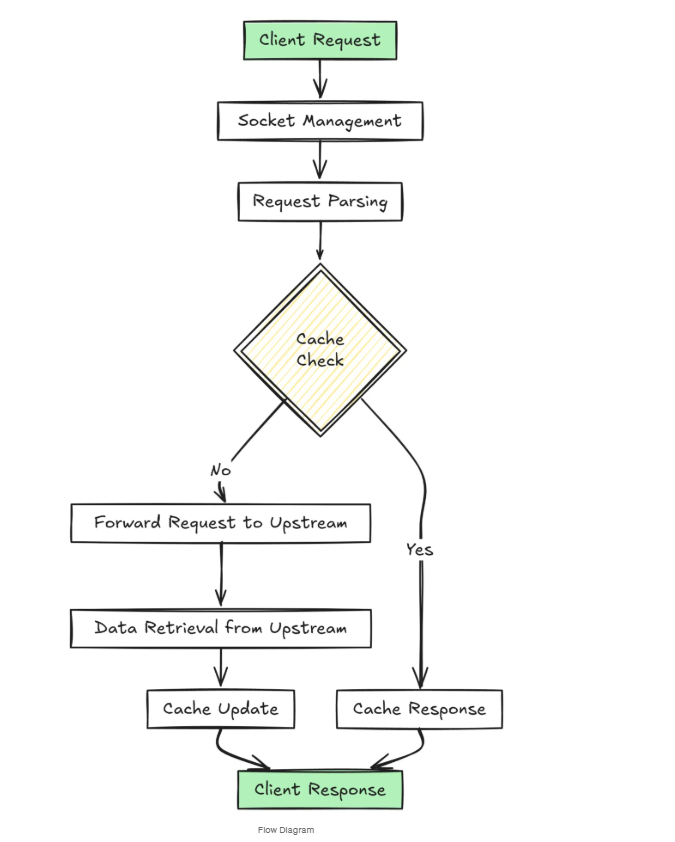 Client Request
Socket Management
Request Parsing
Cache
Check
No
Forward Request to Upstream
Yes
Data Retrieval from Upstream
Cache Update
Cache Response
Client Response
Flow Diagram